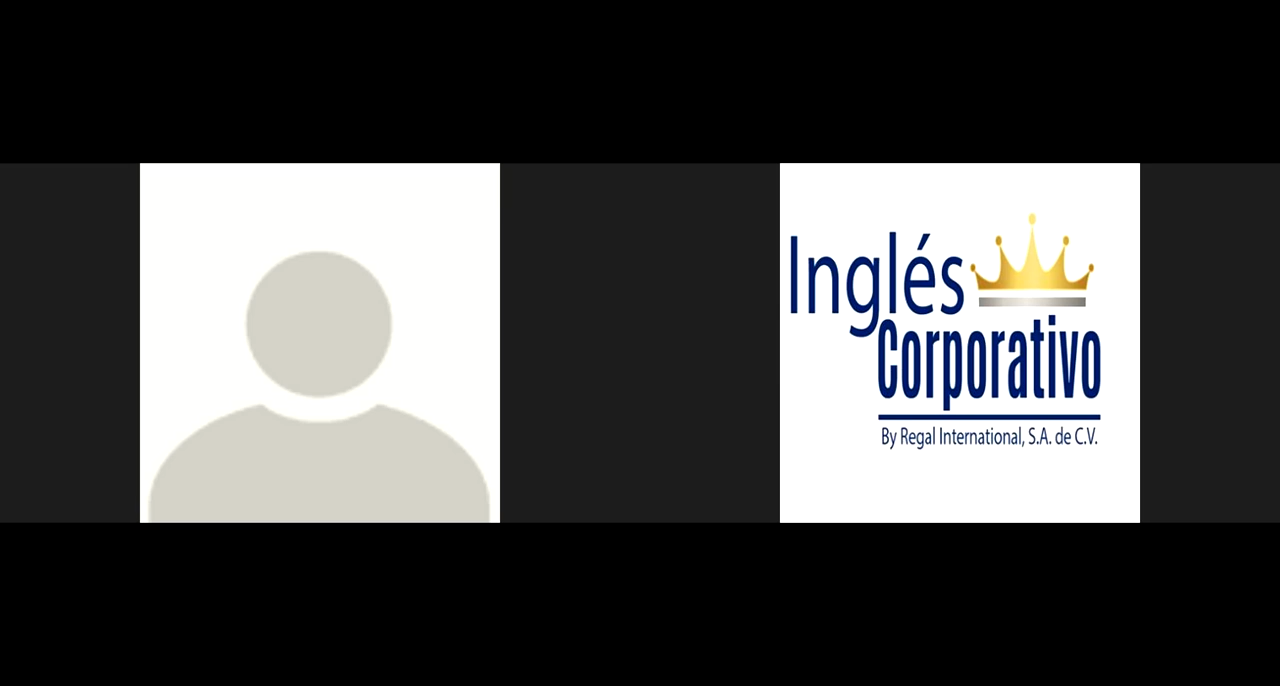 Inglés
Corporativo
By Regal International, S.A. de C.V.